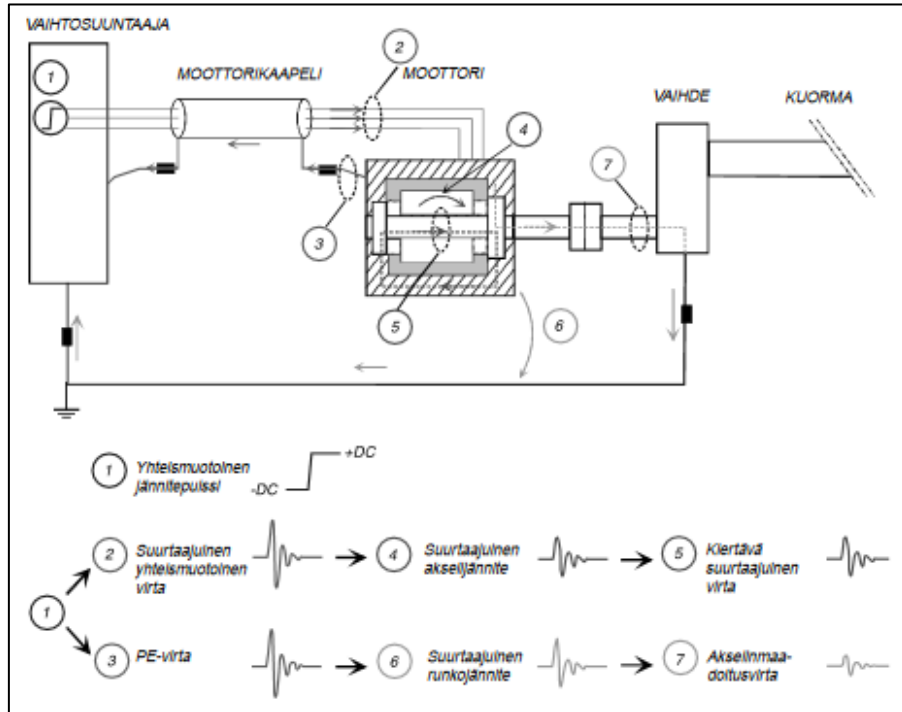 VAIHTOSUUNTAAJA
1
MOOTTORIKAAPELI
2
MOOTTORI
4
VAIHDE
KUORMA
7
3
5
6
1
Yhteismuotoinen
jännitepulssi
-DC
+DC
2
Suurtaajuinen
yhteismuotoinen
virta
4
Suurtaajuinen
akselijännite
5
Kiertävä
suurtaajuinen
virta
1
3
PE-virta
6
Suurtaajuinen
runkojännite
7
Akselinmaa-
doitusvirta